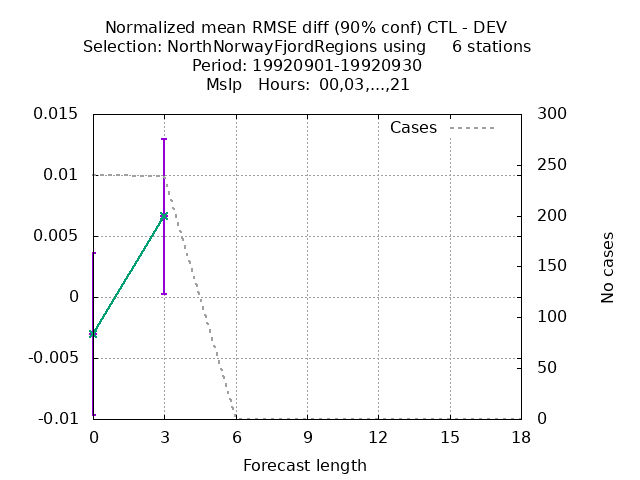 Normalized mean RMSE diff (90% conf) CTL - DEV
Selection: NorthNorwayFjordRegions using 6 stations
Period: 19920901-19920930
Mslp Hours: 00,03,...,21
0.015
0.01
0.005
0
-0.005
-0.01
Cases
300
250
200
150
100
50
0
No cases
0 3 6 9 12 15 18
Forecast length